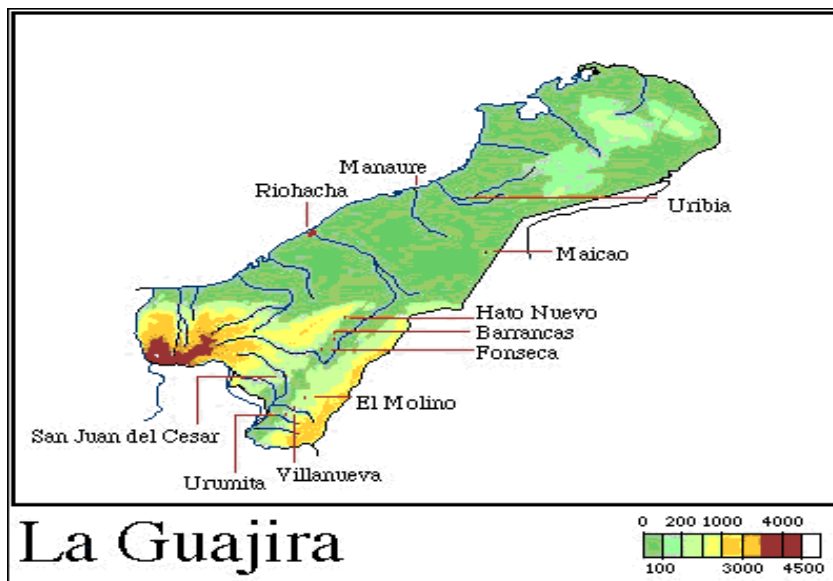 Manaure
Riohacha
Uribia
Maicao
Hato Nuevo
Barrancas
Fonseca
El Molino
San Juan del Cesar
Villanueva
Urumita
La Guajira
0 200 1000 4000
100 3000 4500